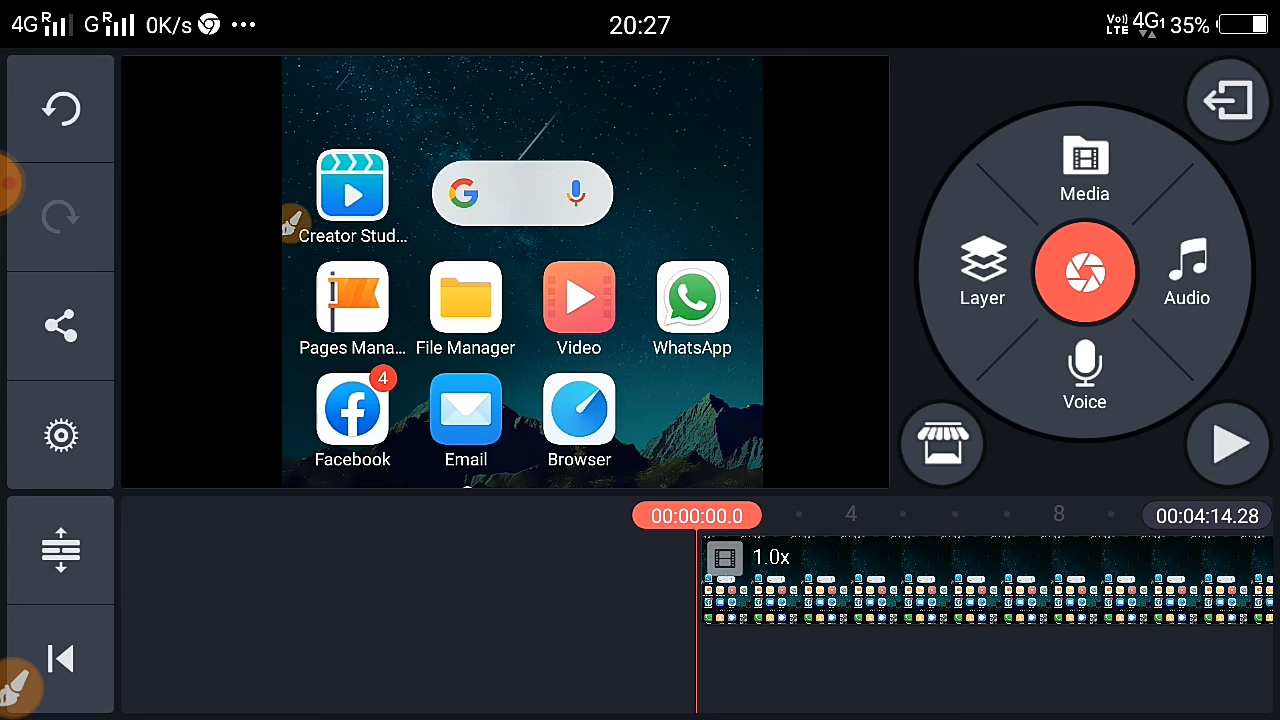 4G R G R 0K/s 20:27 Vo)) LTE 4G 35%
Creator Stud...
Pages Mana... File Manager Video WhatsApp
4
Facebook Email Browser
Media
Layer Audio
Voice
00:00:00.0 4 8 00:04:14.28
1.0x